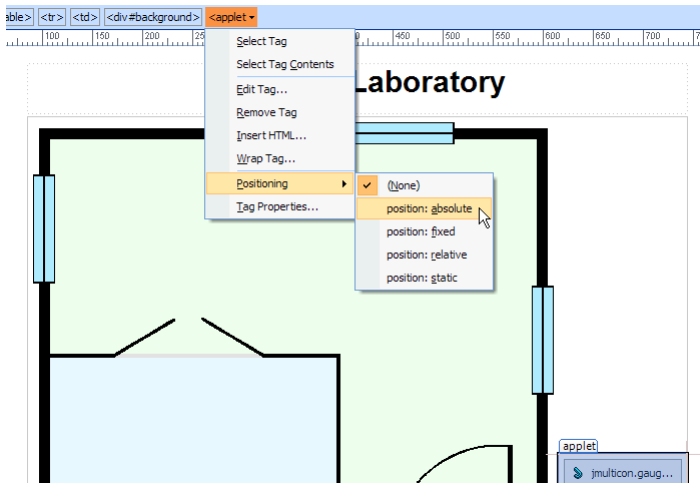 able> <tr> <td> <div#background> <applet
100 150 200 450 500 550 600 650 700
Select Tag
Select Tag Contents
Laboratory
Edit Tag...
Remove Tag
Insert HTML...
Wrap Tag...
Positioning
(None)
Tag Properties...
position: absolute
position: fixed
position: relative
position: static
applet
jmulticon.gaug...